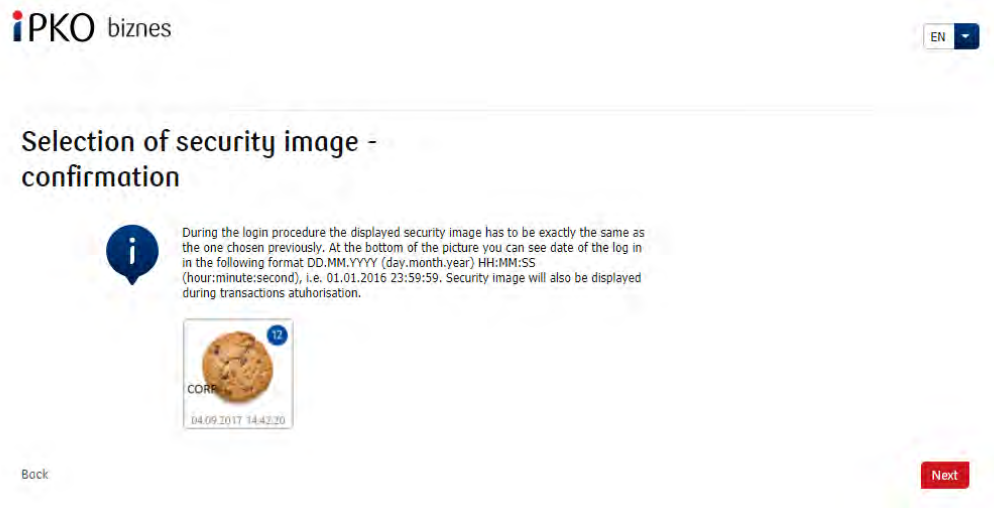 iPKO biznes
EN
Selection of security image -
confirmation
i
During the login procedure the displayed security image has to be exactly the same as
the one chosen previously. At the bottom of the picture you can see date of the log in
in the following format DD.MM.YYYY (day.month.year) HH:MM:SS
(hour:minute:second), i.e. 01.01.2016 23:59:59. Security image will also be displayed
during transactions atuhorisation.
12
CORP
04.09.2017 14:42:20
Back
Next